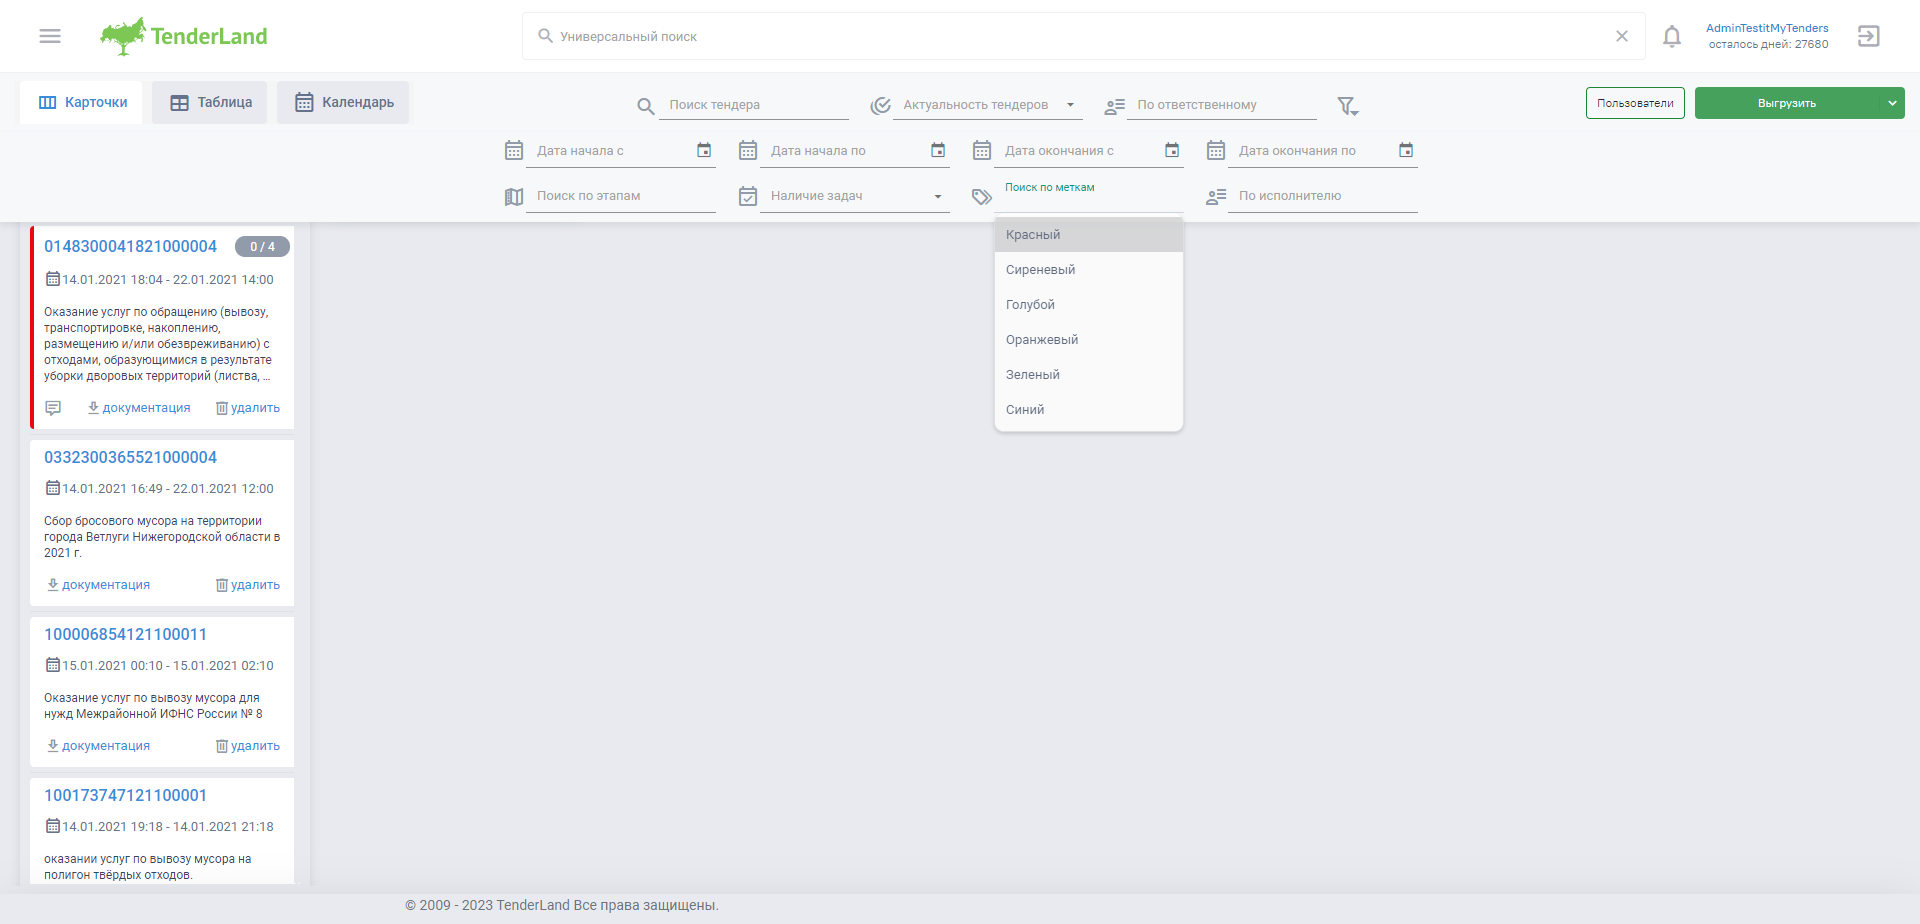 TenderLand
Универсальный поиск
AdminTestitMyTenders
осталось дней: 27680
Карточки
Таблица
Календарь
Поиск тендера
Актуальность тендеров
По ответственному
Пользователи
Выгрузить
Дата начала с
Дата начала по
Дата окончания с
Дата окончания по
Поиск по этапам
Наличие задач
Поиск по меткам
По исполнителю
Красный
Сиреневый
Голубой
Оранжевый
Зеленый
Синий
0148300041821000004
0 / 4
14.01.2021 18:04 - 22.01.2021 14:00
Оказание услуг по обращению (вывозу,
транспортировке, накоплению,
размещению и/или обезвреживанию) с
отходами, образующимися в результате
уборки дворовых территорий (листва, ...
документация
удалить
0332300365521000004
14.01.2021 16:49 - 22.01.2021 12:00
Сбор бросового мусора на территории
города Ветлуги Нижегородской области в
2021 г.
документация
удалить
100006854121100011
15.01.2021 00:10 - 15.01.2021 02:10
Оказание услуг по вывозу мусора для
нужд Межрайонной ИФНС России № 8
документация
удалить
100173747121100001
14.01.2021 19:18 - 14.01.2021 21:18
оказании услуг по вывозу мусора на
полигон твёрдых отходов.
© 2009 - 2023 TenderLand Все права защищены.